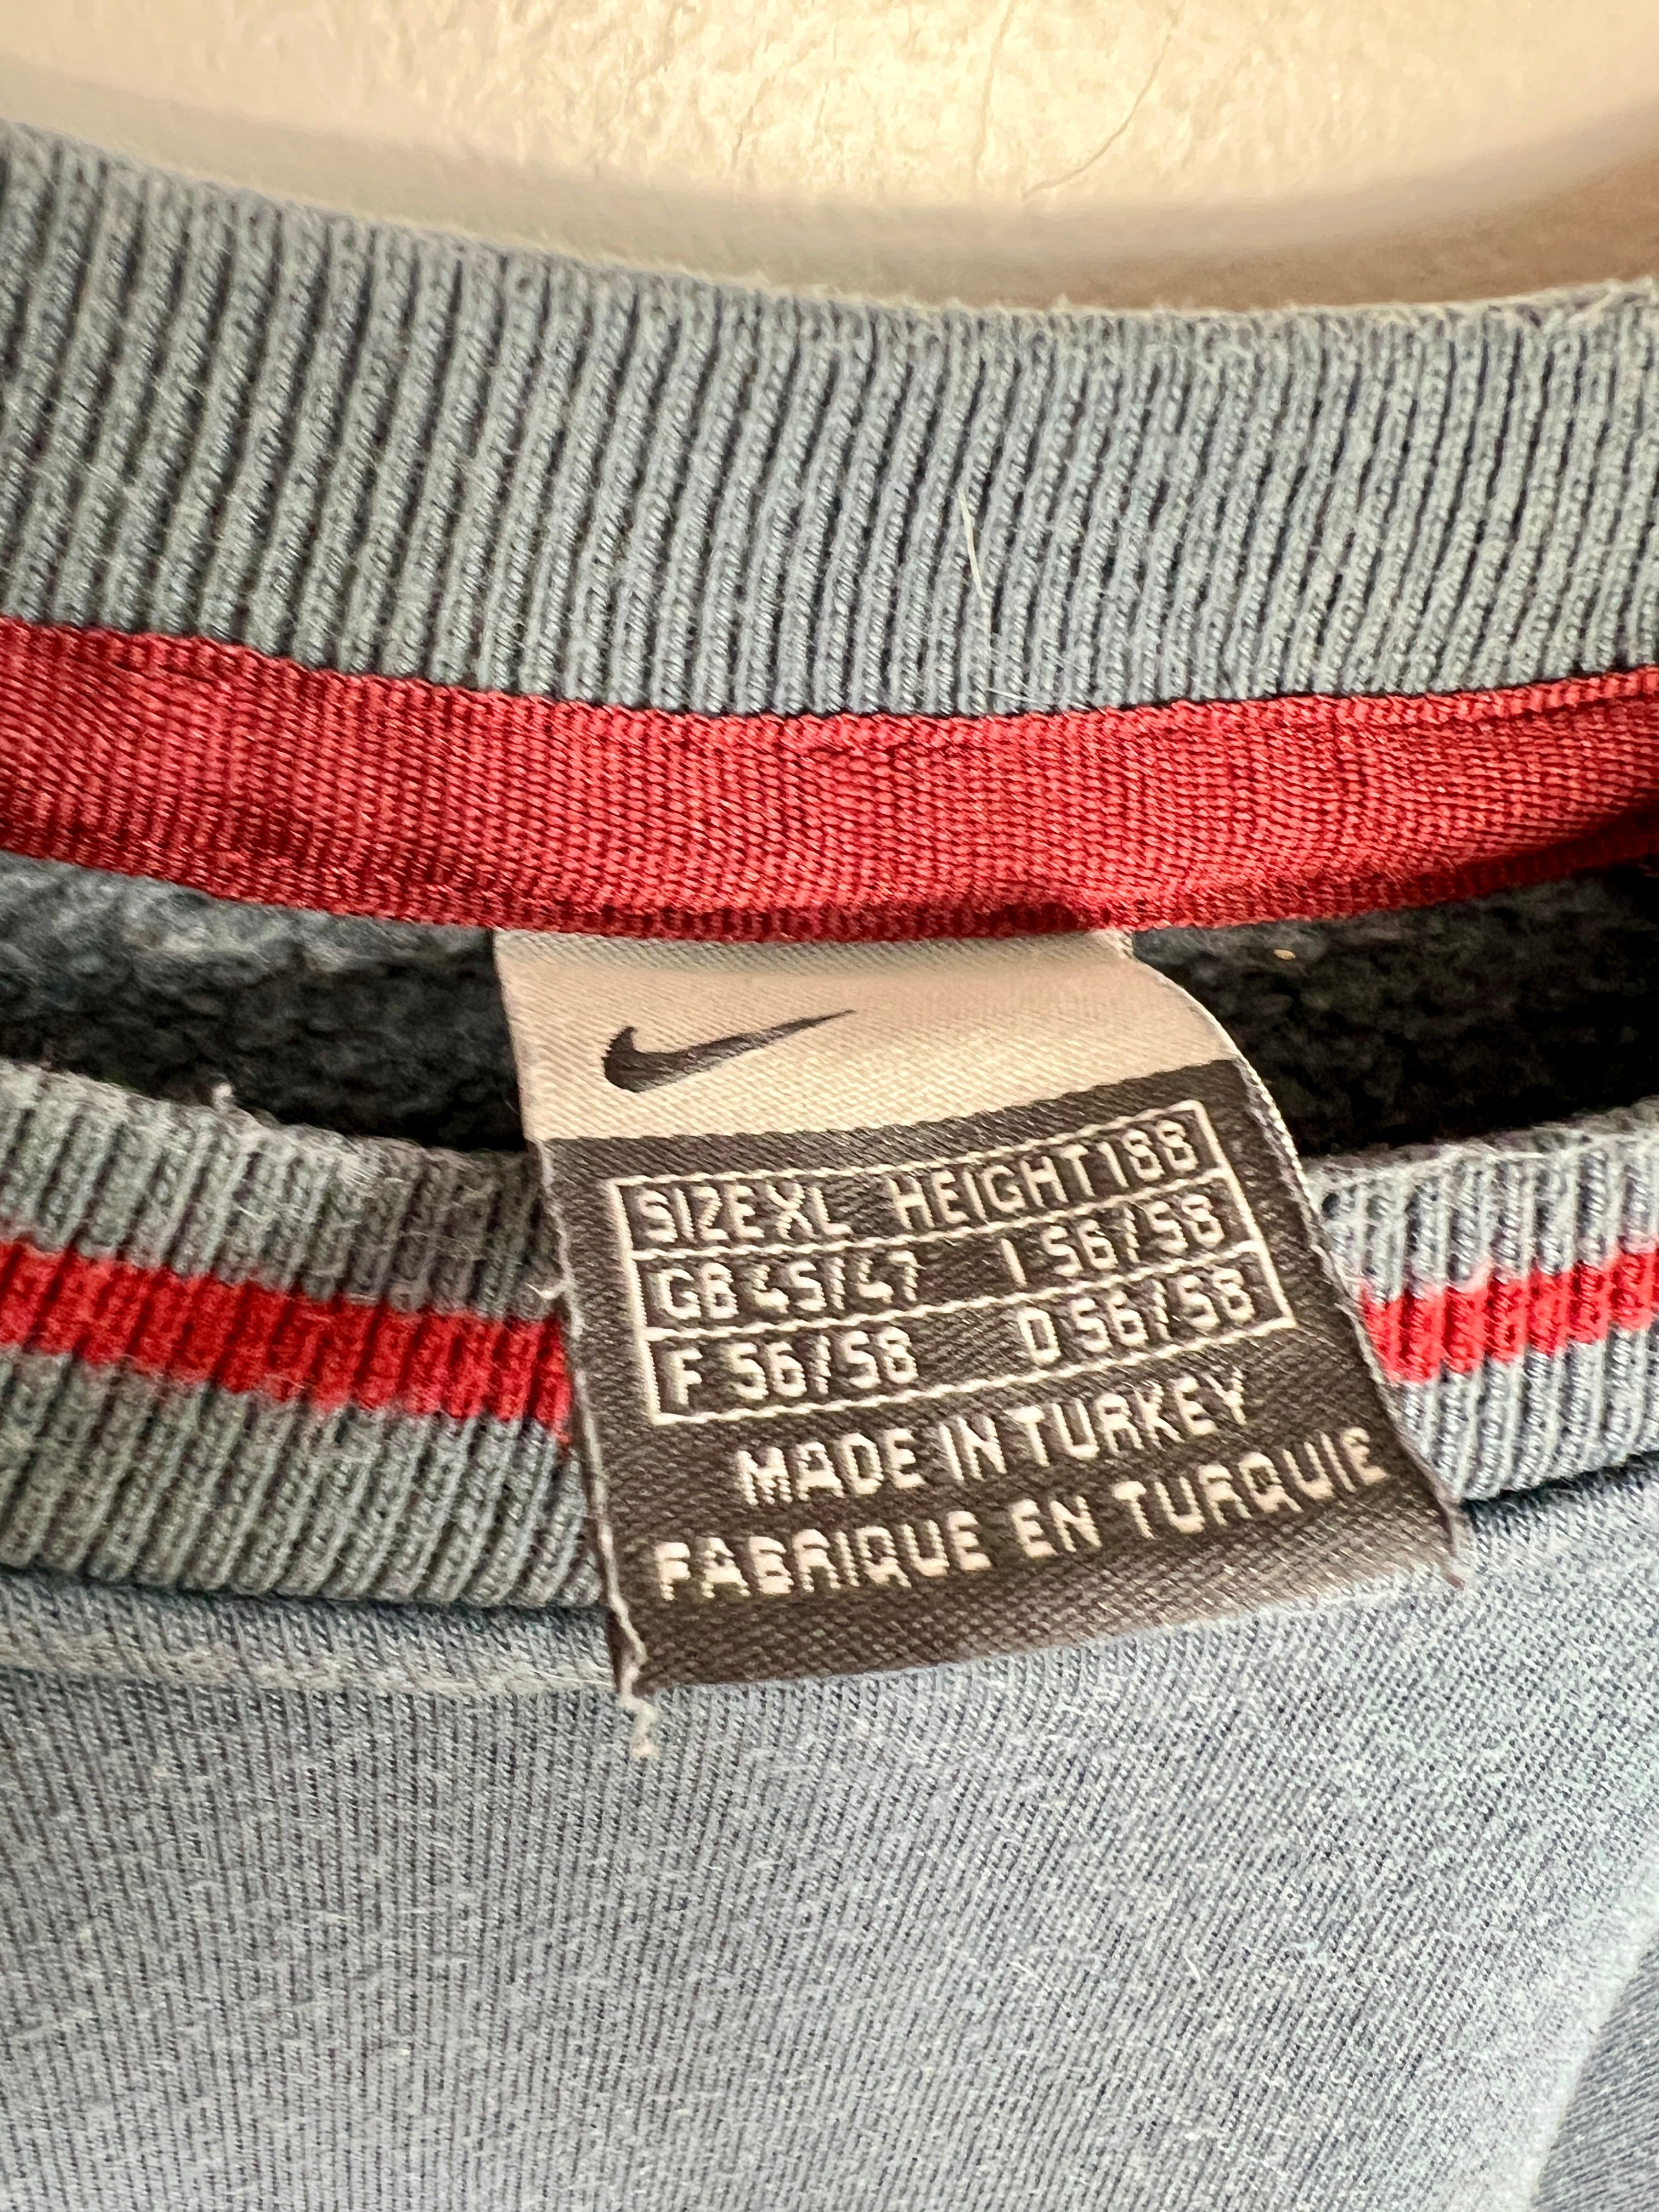 SIZE XL HEIGHT 188
GB 45/47 I 56/58
F 56/58 D 56/58
MADE IN TURKEY
FABRIQUE EN TURQUIE